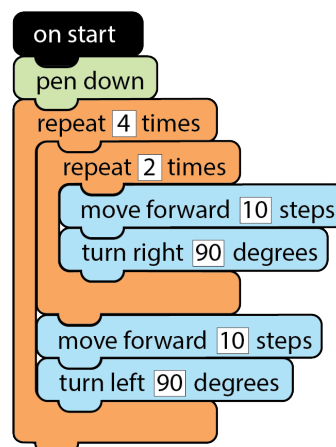 on start
pen down
repeat 4 times
repeat 2 times
move forward 10 steps
turn right 90 degrees
move forward 10 steps
turn left 90 degrees